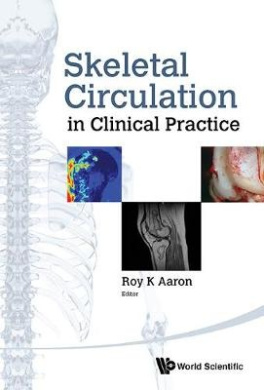 Skeletal
Circulation
in Clinical Practice
Roy K Aaron
Editor
World Scientific